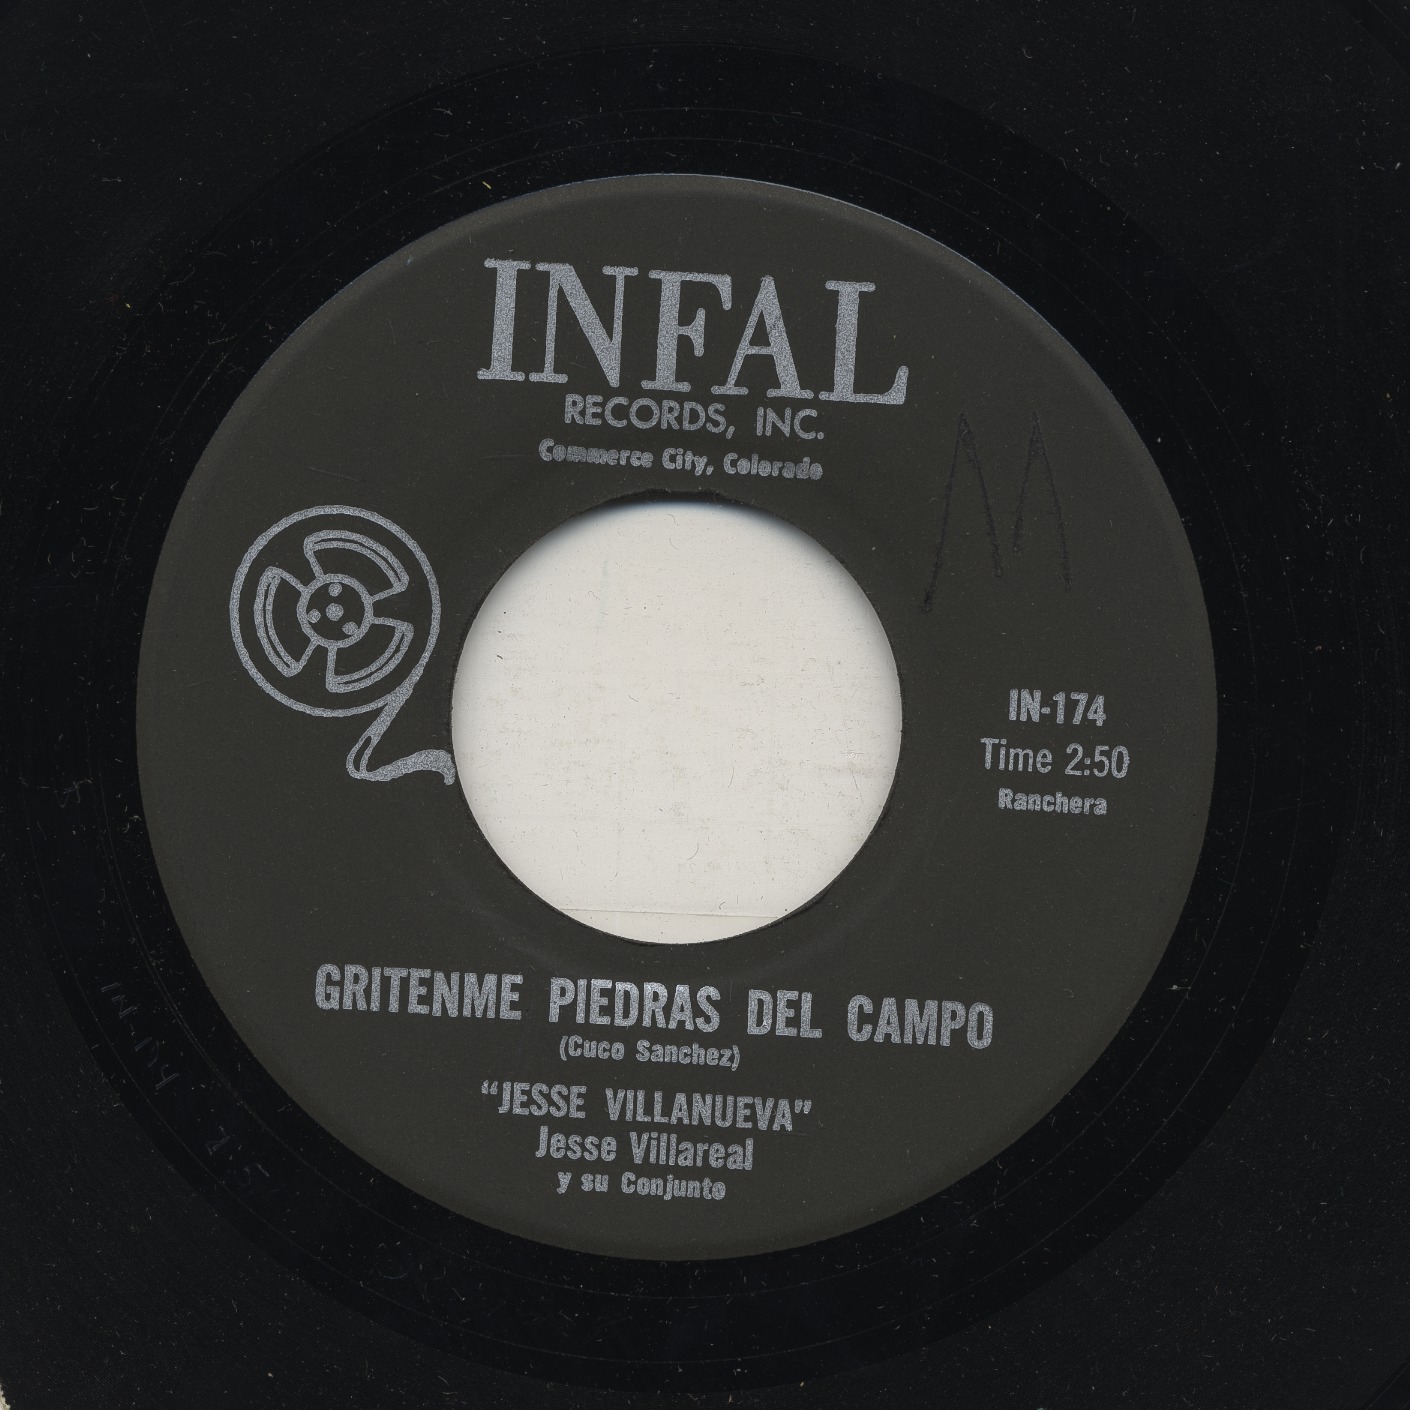 INFAL
RECORDS, INC.
Commerce City, Colorado
M
IN-174
Time 2:50
Ranchera
GRITENME PIEDRAS DEL CAMPO
(Cuco Sanchez)
"JESSE VILLANUEVA"
Jesse Villareal
y su Conjunto